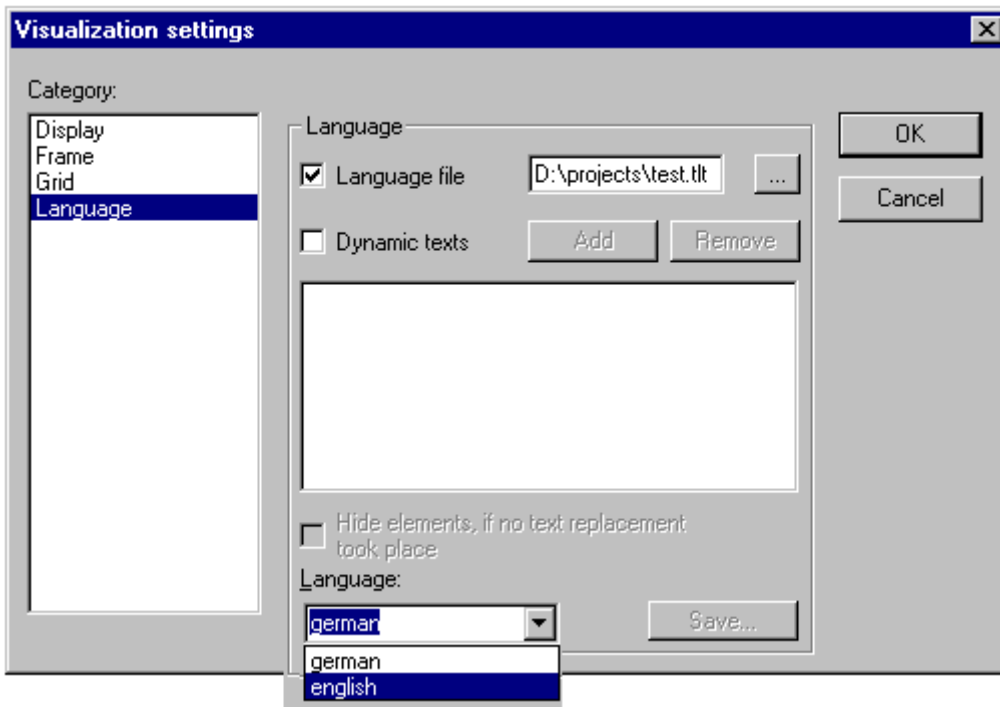 Visualization settings
Category:
Display
Frame
Grid
Language
Language
Language file
D:\projects\test.tlt
...
Dynamic texts
Add
Remove
Hide elements, if no text replacement
took place
Language:
german
german
english
Save...
OK
Cancel